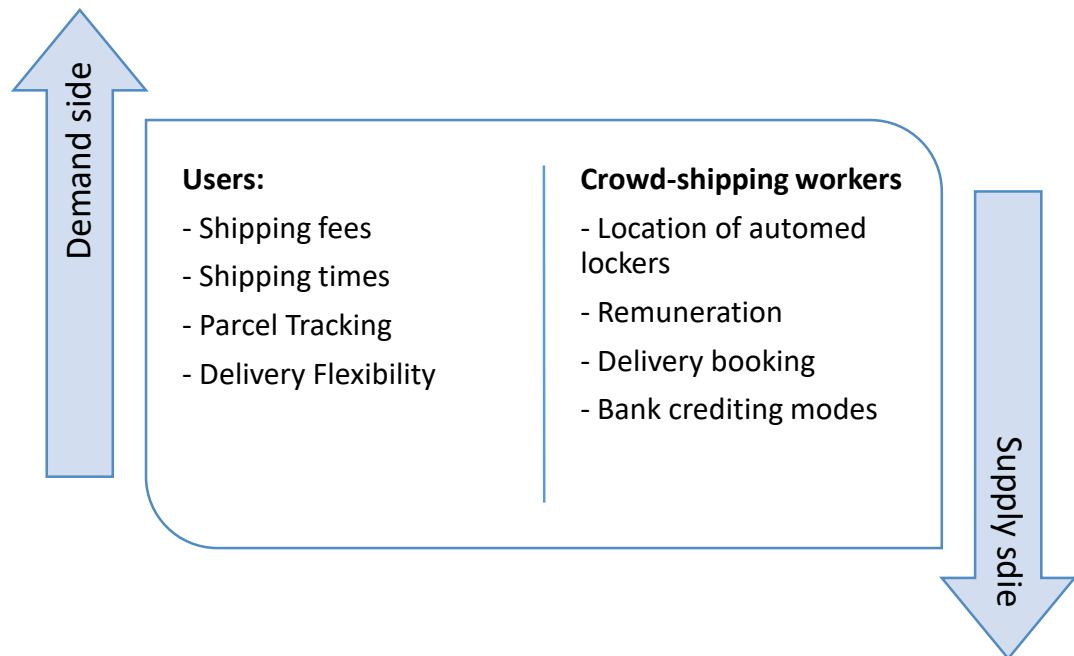 Demand side
Users:
- Shipping fees
- Shipping times
- Parcel Tracking
- Delivery Flexibility
Crowd-shipping workers
- Location of automed
lockers
- Remuneration
- Delivery booking
- Bank crediting modes
Supply sdie